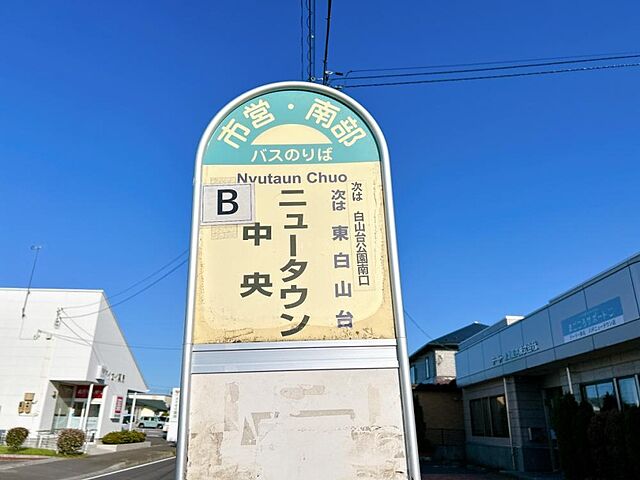 市営・南部
バスのりば
Nyutaun Chuo
B
ニュータウン
中央
次は 東白山台
次は 白山台公園南口